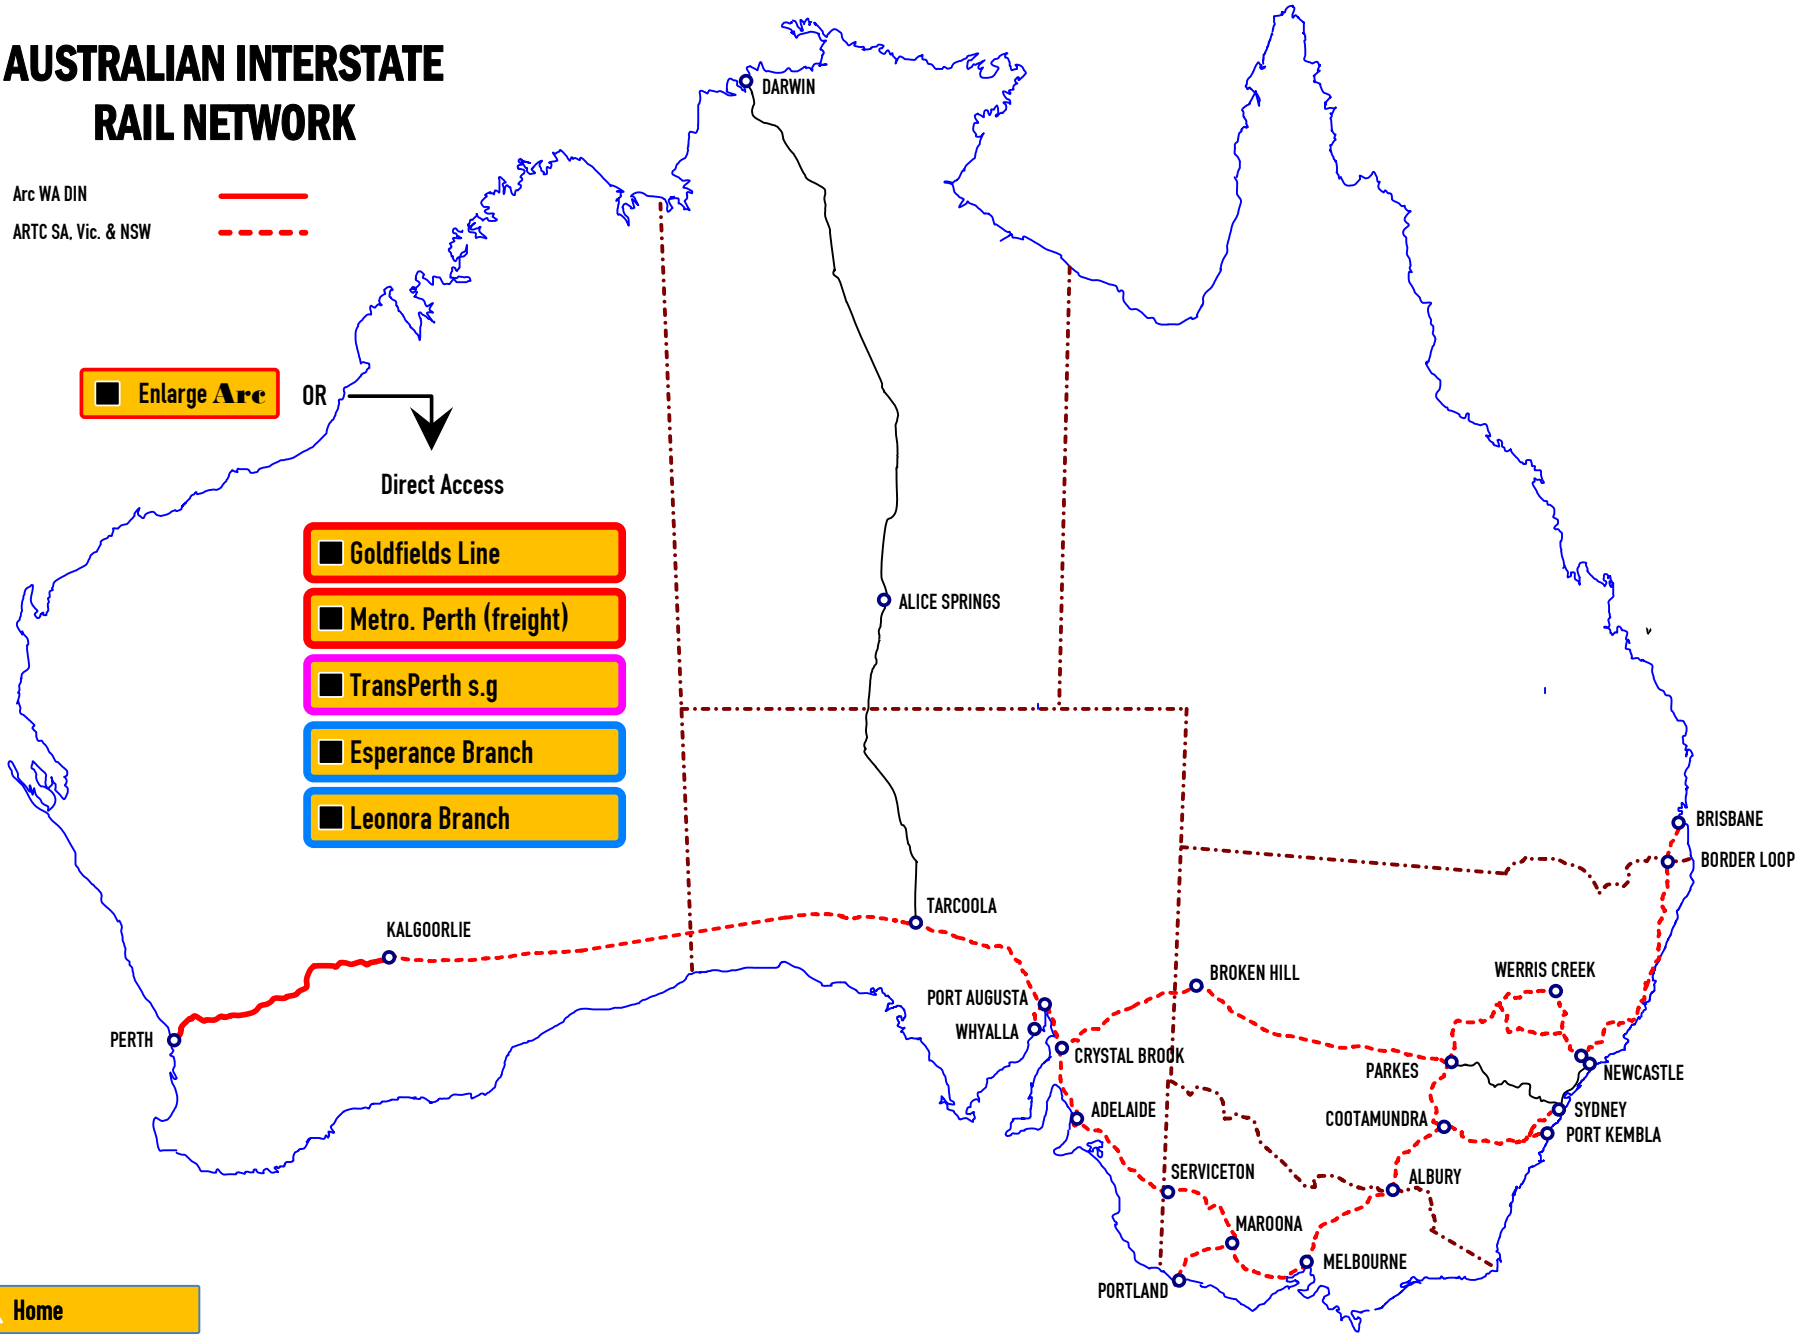 AUSTRALIAN INTERSTATE
RAIL NETWORK
Arc WA DIN
ARTC SA, Vic. & NSW
DARWIN
Enlarge Arc
OR
Direct Access
Goldfields Line
Metro. Perth (freight)
TransPerth s.g
Esperance Branch
Leonora Branch
ALICE SPRINGS
BRISBANE
BORDER LOOP
TARCOOLA
KALGOORLIE
BROKEN HILL
WERRIS CREEK
PORT AUGUSTA
WHYALLA
PERTH
CRYSTAL BROOK
PARKES
NEWCASTLE
ADELAIDE
COOTAMUNDRA
SYDNEY
PORT KEMBLA
SERVICETON
ALBURY
MAROONA
MELBOURNE
PORTLAND
Home